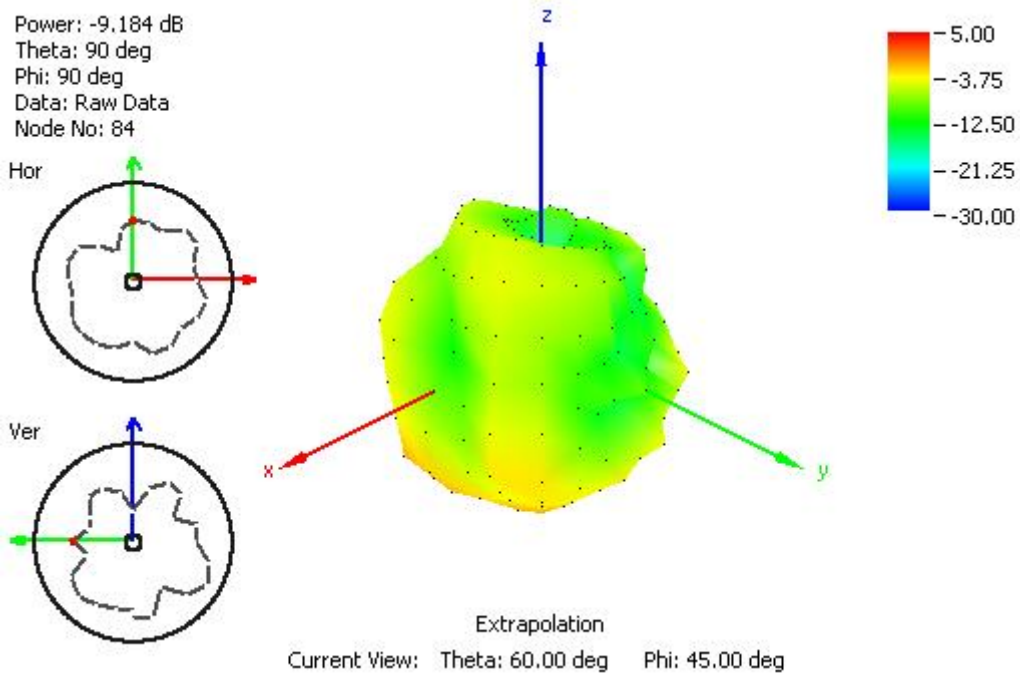 Power: -9.184 dB
Theta: 90 deg
Phi: 90 deg
Data: Raw Data
Node No: 84
Hor
Ver
z
x
y
5.00
-3.75
-12.50
-21.25
-30.00
Extrapolation
Current View: Theta: 60.00 deg Phi: 45.00 deg